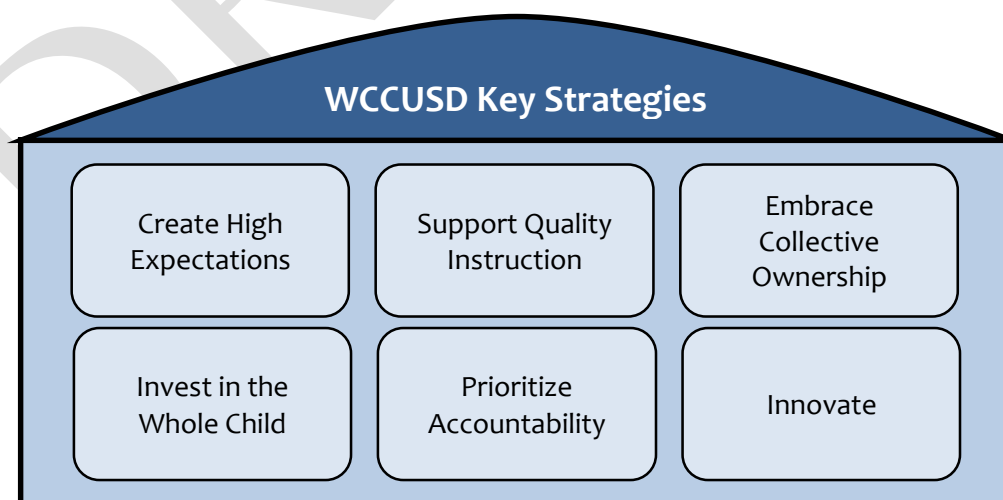 WCCUSD Key Strategies
Create High
Expectations
Support Quality
Instruction
Embrace
Collective
Ownership
Invest in the
Whole Child
Prioritize
Accountability
Innovate